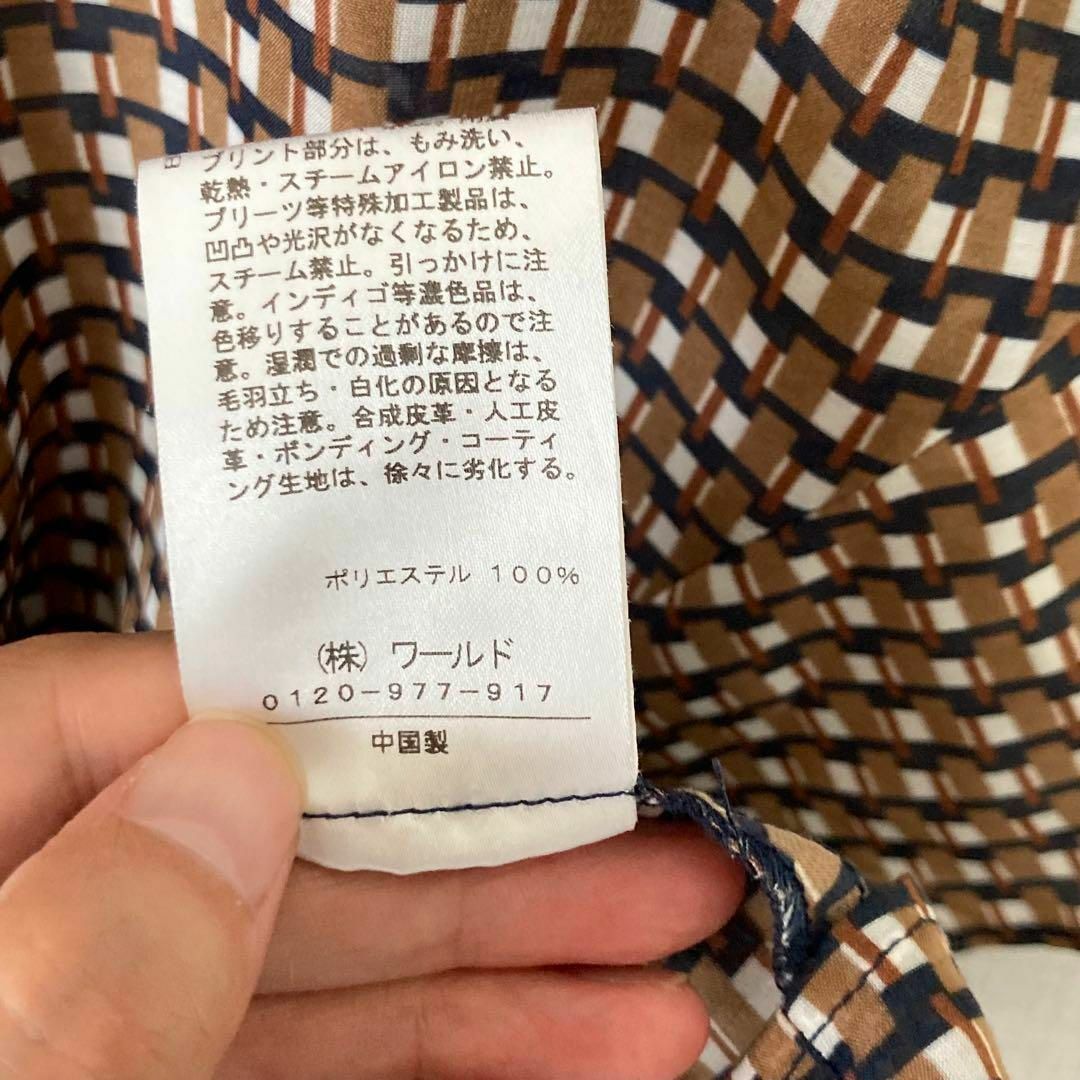 プリント部分は、もみ洗い、
乾熱・スチームアイロン禁止。
プリーツ等特殊加工製品は、
凹凸や光沢がなくなるため、
スチーム禁止。引っかけに注
意。インディゴ等濃色品は、
色移りすることがあるので注
意。湿潤での過剰な摩擦は、
毛羽立ち・白化の原因となる
ため注意。合成皮革・人工皮
革・ボンディング・コーティ
ング生地は、徐々に劣化する。
ポリエステル 100%
(株) ワールド
0120-977-917
中国製